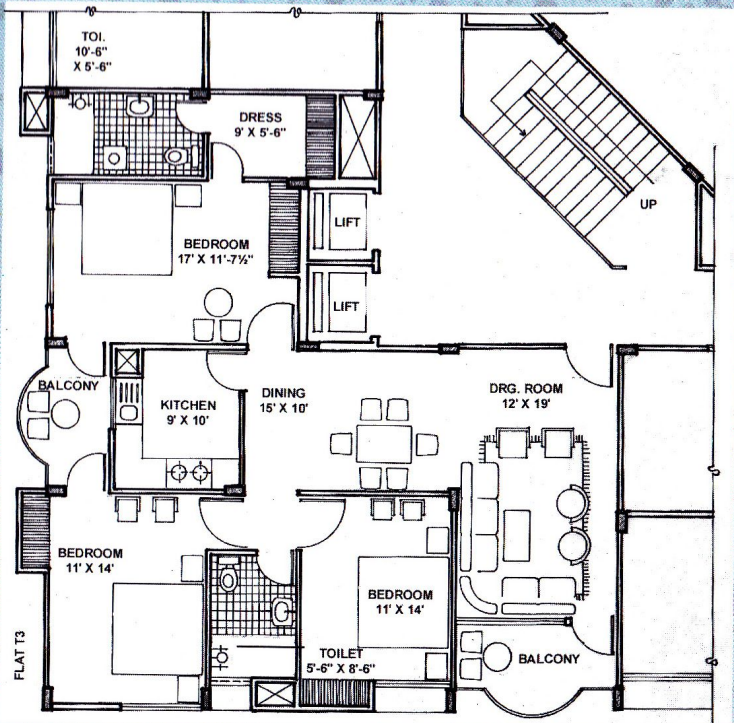 TOI.
10'-6"
X 5'-6"
DRESS
9' X 5'-6"
UP
LIFT
BEDROOM
17' X 11'-7½"
LIFT
BALCONY
KITCHEN
9' X 10'
DINING
15' X 10'
DRG. ROOM
12' X 19'
BEDROOM
11' X 14'
BEDROOM
11' X 14'
TOILET
5'-6" X 8'-6"
BALCONY
FLAT T3